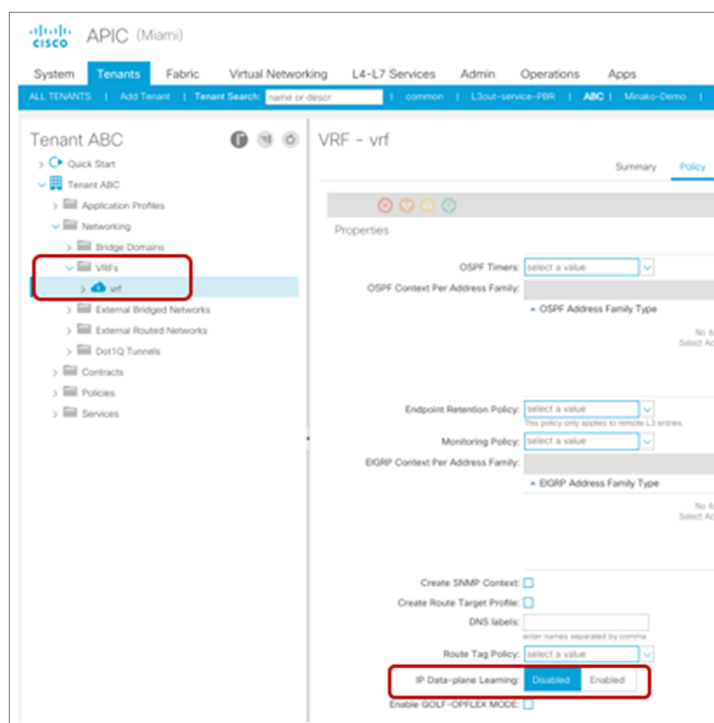 CISCO APIC (Miami)
System Tenants Fabric Virtual Networking L4-L7 Services Admin Operations Apps
ALL TENANTS | Add Tenant | Tenant Search: name or descr | common | L3out-service-PBR | ABC | Minako-Demo |
Tenant ABC
Quick Start
Tenant ABC
Application Profiles
Networking
Bridge Domains
VRFs
vrf
External Bridged Networks
External Routed Networks
Dot1Q Tunnels
Contracts
Policies
Services
VRF - vrf
Summary Policy
Properties
OSPF Timers: select a value
OSPF Context Per Address Family:
OSPF Address Family Type
No
Select
Endpoint Retention Policy: select a value
This policy only applies to remote L3 entries
Monitoring Policy: select a value
EIGRP Context Per Address Family:
EIGRP Address Family Type
No
Select
Create SNMP Context:
Create Route Target Profile:
DNS labels:
enter names separated by comma
Route Tag Policy: select a value
IP Data-plane Learning: Disabled Enabled
Enable GOLF-OPFLEX MODE: